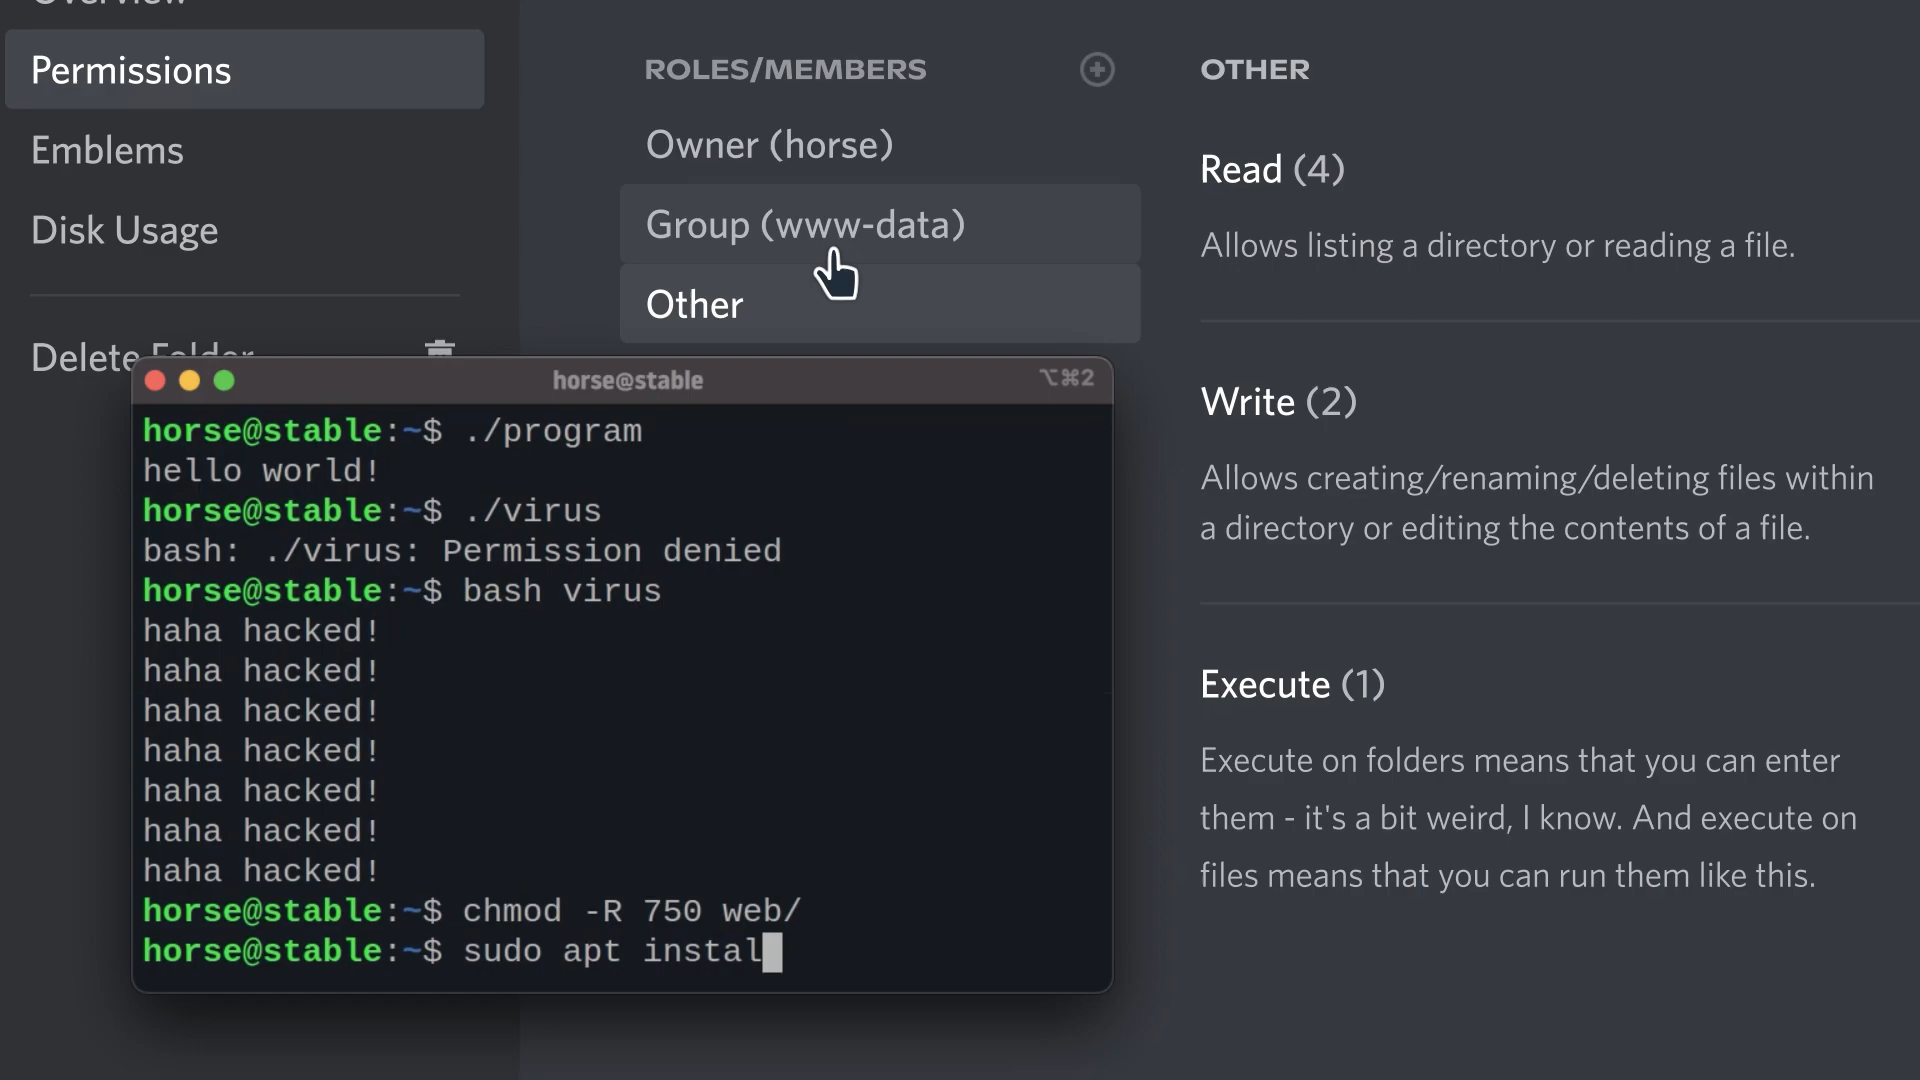 Overview
Permissions
Emblems
Disk Usage
Delete Folder
ROLES/MEMBERS
Owner (horse)
Group (www-data)
Other
OTHER
Read (4)
Allows listing a directory or reading a file.
Write (2)
Allows creating/renaming/deleting files within
a directory or editing the contents of a file.
Execute (1)
Execute on folders means that you can enter
them - it's a bit weird, I know. And execute on
files means that you can run them like this.
horse@stable ⌥⌘2
horse@stable:~$ ./program
hello world!
horse@stable:~$ ./virus
bash: ./virus: Permission denied
horse@stable:~$ bash virus
haha hacked!
haha hacked!
haha hacked!
haha hacked!
haha hacked!
haha hacked!
haha hacked!
horse@stable:~$ chmod -R 750 web/
horse@stable:~$ sudo apt instal